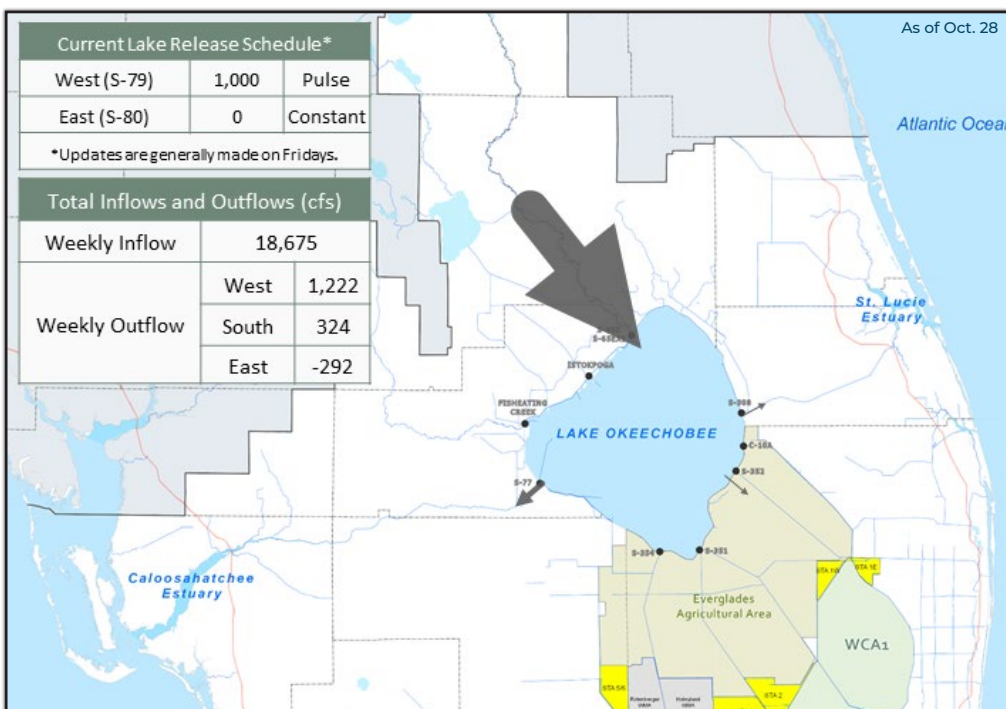 As of Oct. 28
Current Lake Release Schedule*
West (S-79) 1,000 Pulse
East (S-80) 0 Constant
*Updates are generally made on Fridays.
Total Inflows and Outflows (cfs)
Weekly Inflow 18,675
Weekly Outflow
West 1,222
South 324
East -292
Atlantic Ocean
St. Lucie
Estuary
ISTOKPOGA
FISHEATING
CREEK
S-308
LAKE OKEECHOBEE
C-10A
S-352
S-77
S-354
S-351
Caloosahatchee
Estuary
Everglades
Agricultural Area
STA 1W
STA 1E
WCA1
STA 5/6
STA 2